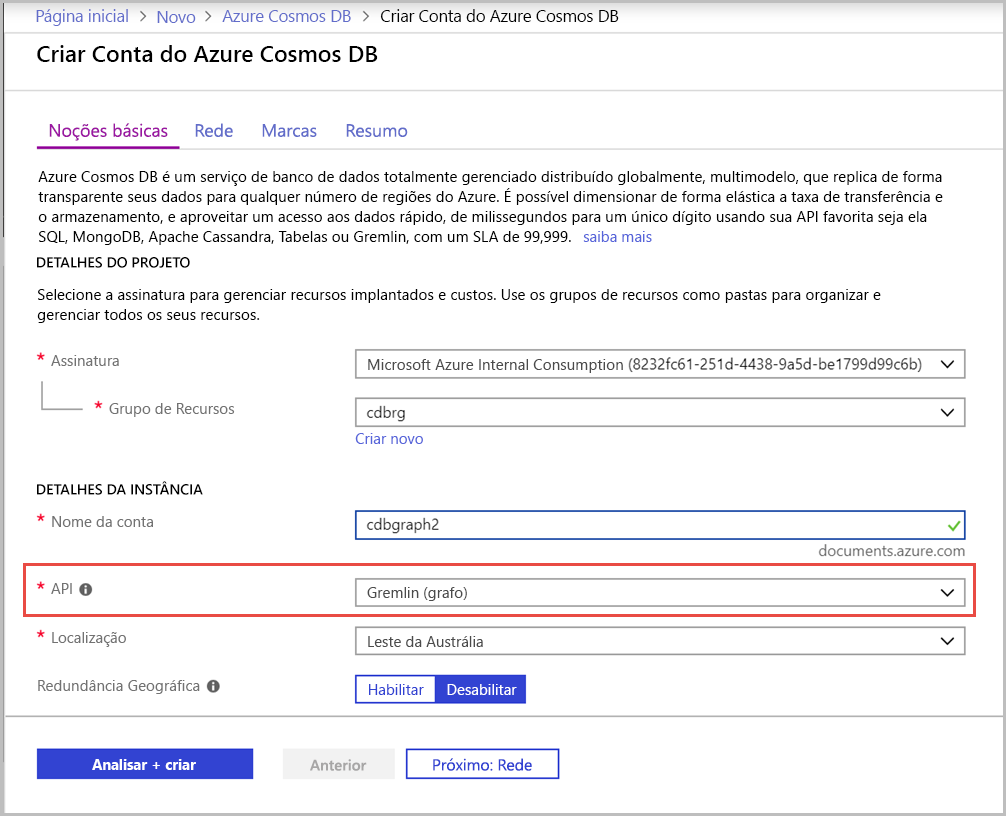 Página inicial > Novo > Azure Cosmos DB > Criar Conta do Azure Cosmos DB
Criar Conta do Azure Cosmos DB
Noções básicas Rede Marcas Resumo
Azure Cosmos DB é um serviço de banco de dados totalmente gerenciado distribuído globalmente, multimodelo, que replica de forma
transparente seus dados para qualquer número de regiões do Azure. É possível dimensionar de forma elástica a taxa de transferência e
o armazenamento, e aproveitar um acesso aos dados rápido, de milissegundos para um único dígito usando sua API favorita seja ela
SQL, MongoDB, Apache Cassandra, Tabelas ou Gremlin, com um SLA de 99,999. saiba mais
DETALHES DO PROJETO
Selecione a assinatura para gerenciar recursos implantados e custos. Use os grupos de recursos como pastas para organizar e
gerenciar todos os seus recursos.
* Assinatura Microsoft Azure Internal Consumption (8232fc61-251d-4438-9a5d-be1799d99c6b)
* Grupo de Recursos cdbrg
Criar novo
DETALHES DA INSTÂNCIA
* Nome da conta cdbgraph2
documents.azure.com
* API Gremlin (grafo)
* Localização Leste da Austrália
Redundância Geográfica Habilitar Desabilitar
Analisar + criar Anterior Próximo: Rede